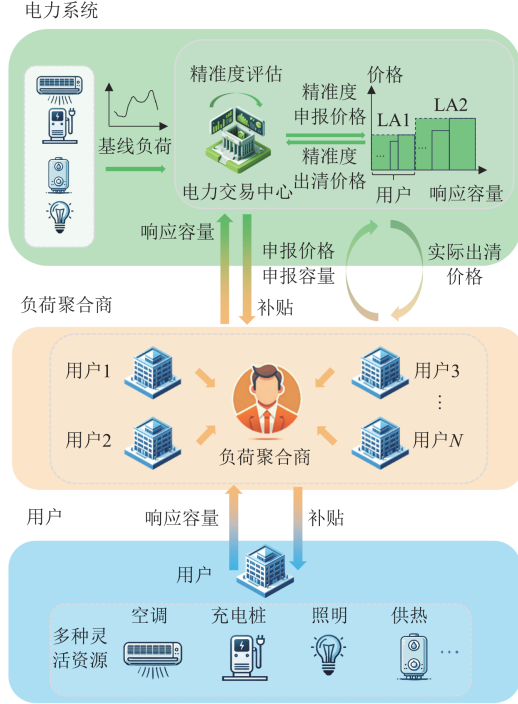 电力系统
精准度评估
基线负荷
电力交易中心
精准度
申报价格
精准度
出清价格
价格
LA2
LA1
...
用户
响应容量
响应容量
申报价格
申报容量
补贴
实际出清
价格
负荷聚合商
用户1
用户2
负荷聚合商
用户3
⋮
用户N
用户
响应容量
补贴
用户
多种灵
活资源
空调
充电桩
照明
供热
…